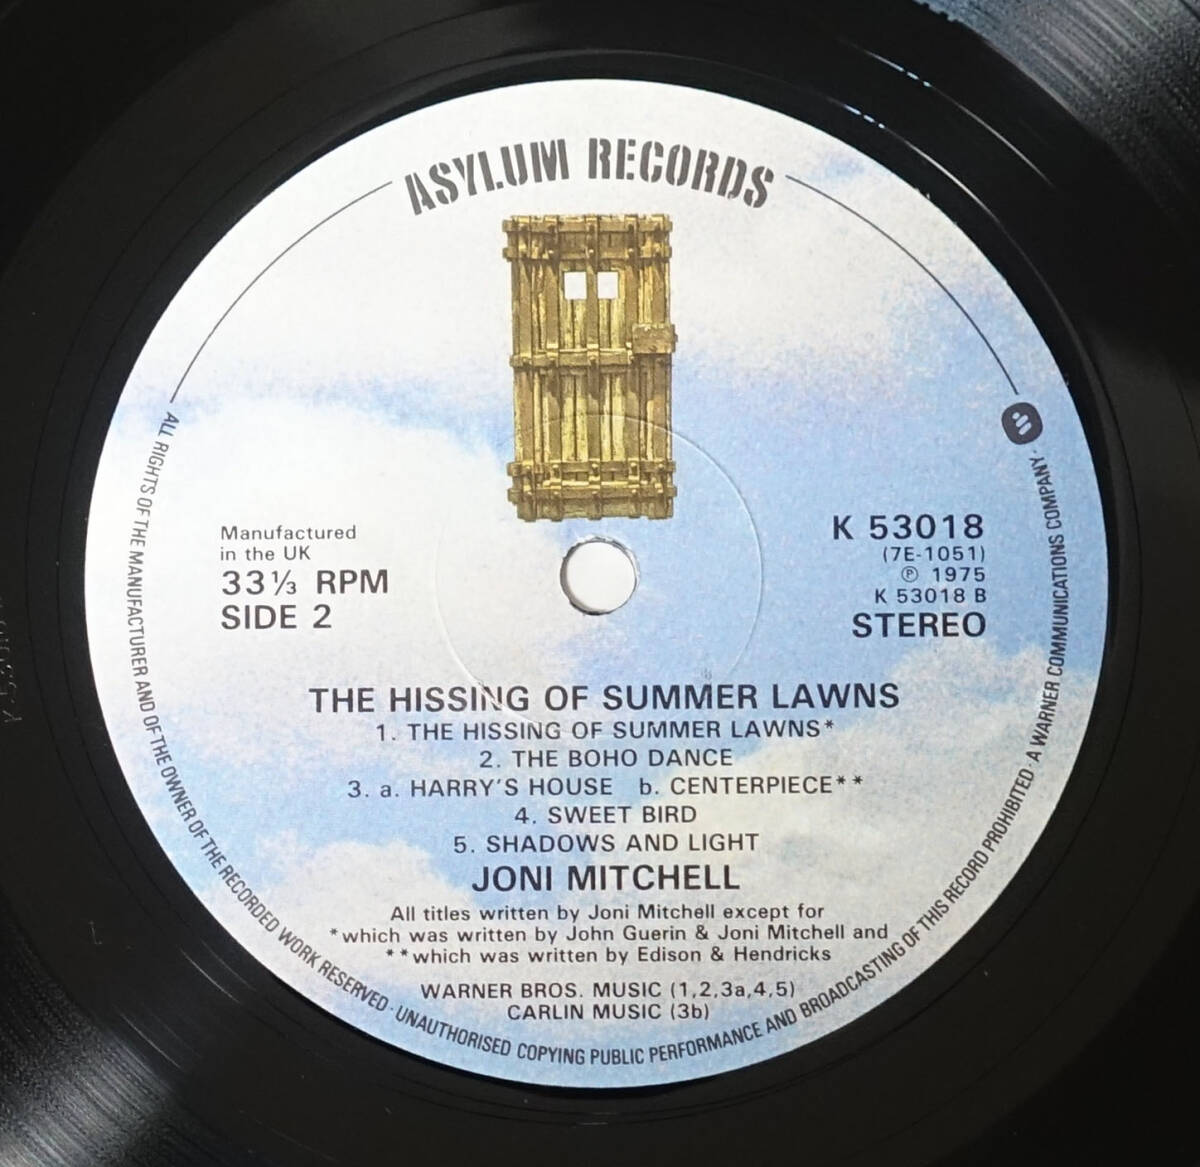 ASYLUM RECORDS
Manufactured
in the UK
33⅓ RPM
SIDE 2
K 53018
(7E-1051)
℗ 1975
K 53018 B
STEREO
THE HISSING OF SUMMER LAWNS
1. THE HISSING OF SUMMER LAWNS*
2. THE BOHO DANCE
3. a. HARRY'S HOUSE b. CENTERPIECE**
4. SWEET BIRD
5. SHADOWS AND LIGHT
JONI MITCHELL
All titles written by Joni Mitchell except for
*which was written by John Guerin & Joni Mitchell and
**which was written by Edison & Hendricks
WARNER BROS. MUSIC (1,2,3a,4,5)
CARLIN MUSIC (3b)
ALL RIGHTS OF THE MANUFACTURER AND OF THE OWNER OF THE RECORDED WORK RESERVED · UNAUTHORISED COPYING PUBLIC PERFORMANCE AND BROADCASTING OF THIS RECORD PROHIBITED · A WARNER COMMUNICATIONS COMPANY ·